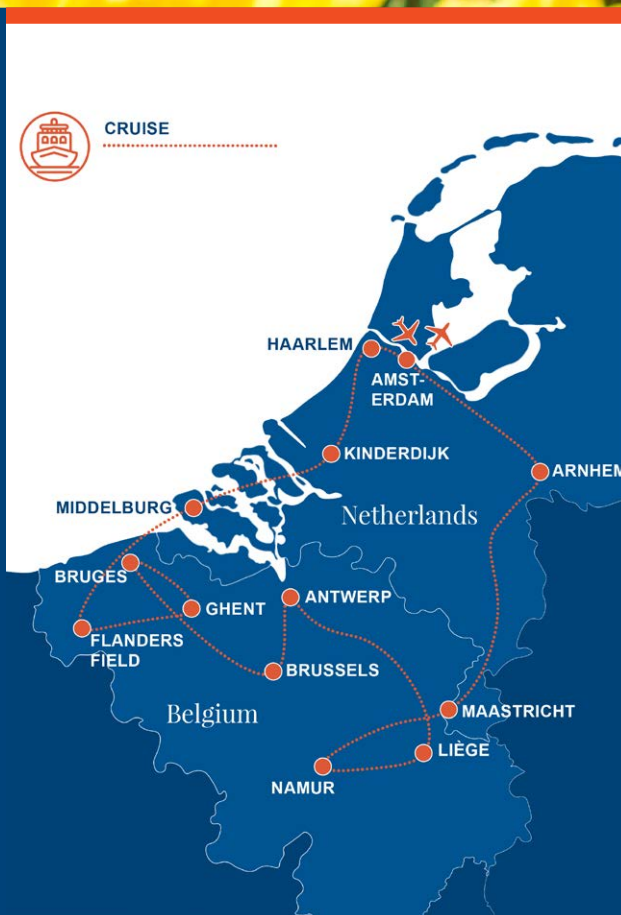 CRUISE
HAARLEM
AMST-
ERDAM
KINDERDIJK
ARNHEM
MIDDELBURG
Netherlands
BRUGES
GHENT
ANTWERP
FLANDERS
FIELD
BRUSSELS
Belgium
MAASTRICHT
LIÈGE
NAMUR